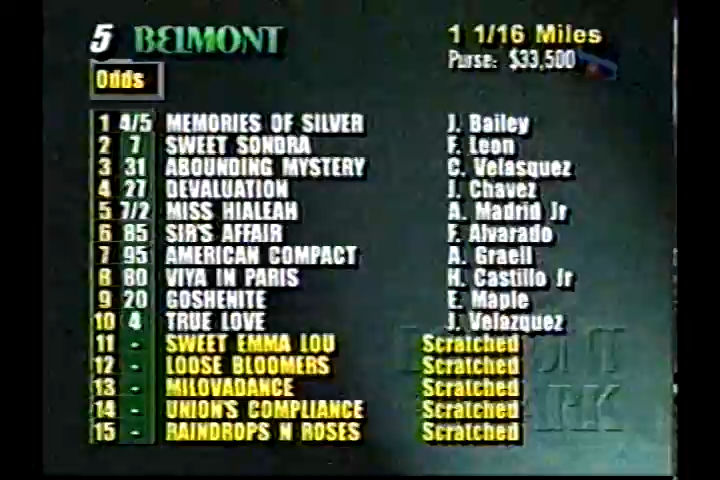 5 BELMONT 1 1/16 Miles
Purse: $33,500
Odds
1 4/5 MEMORIES OF SILVER J. Bailey
2 7 SWEET SONDRA F. Leon
3 31 ABOUNDING MYSTERY C. Velasquez
4 27 DEVALUATION J. Chavez
5 7/2 MISS HIALEAH A. Madrid Jr
6 85 SIR'S AFFAIR F. Alvarado
7 95 AMERICAN COMPACT A. Graell
8 80 VIYA IN PARIS H. Castillo Jr
9 20 GOSHENITE E. Maple
10 4 TRUE LOVE J. Velazquez
11 - SWEET EMMA LOU Scratched
12 - LOOSE BLOOMERS Scratched
13 - MILOVADANCE Scratched
14 - UNION'S COMPLIANCE Scratched
15 - RAINDROPS N ROSES Scratched
BELMONT
PARK